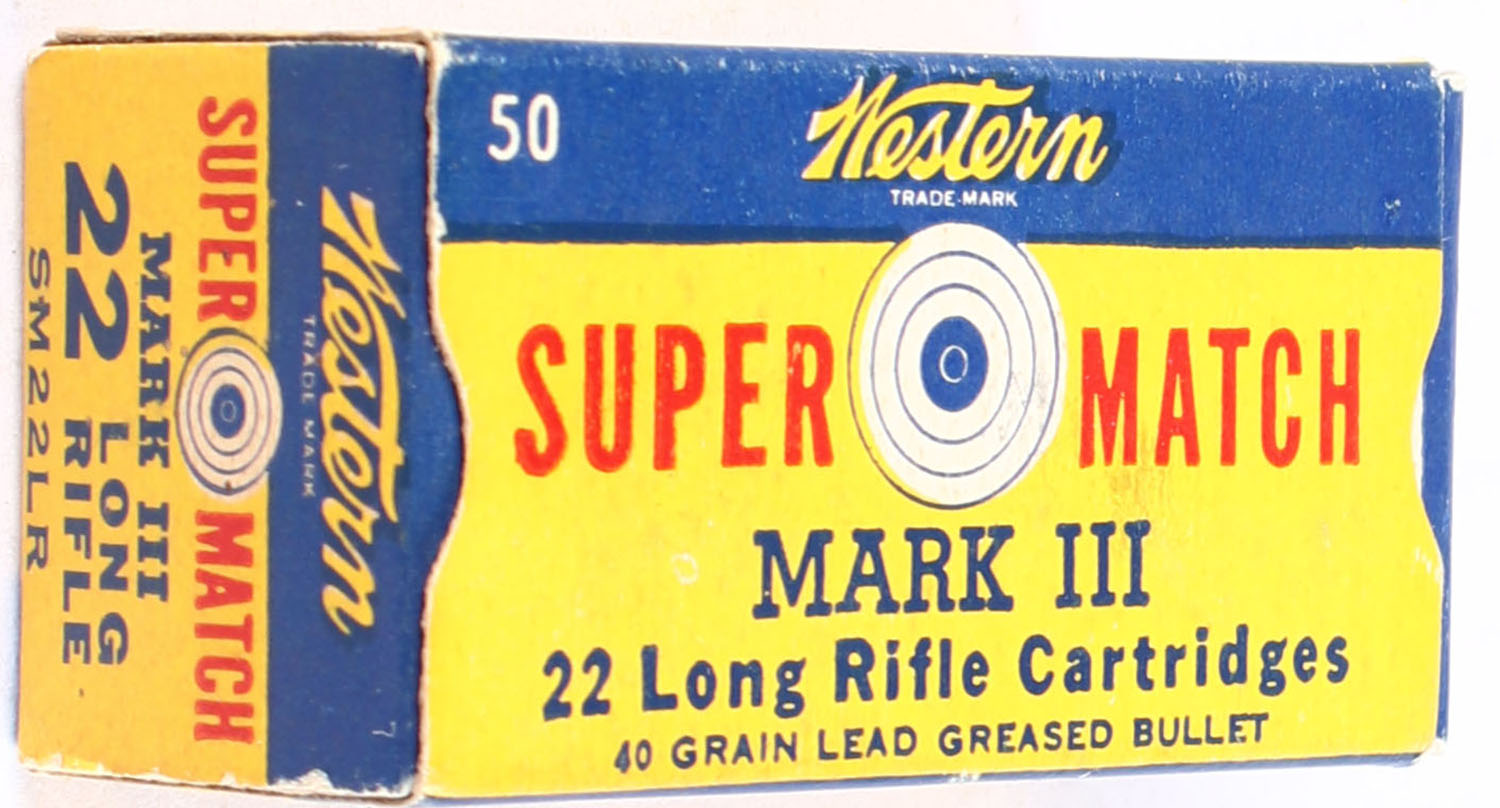 50
Western
TRADE-MARK
SUPER MATCH
MARK III
22 Long Rifle Cartridges
40 GRAIN LEAD GREASED BULLET
Western
TRADE MARK
SUPER MATCH
MARK III
22 LONG RIFLE
SM22LR